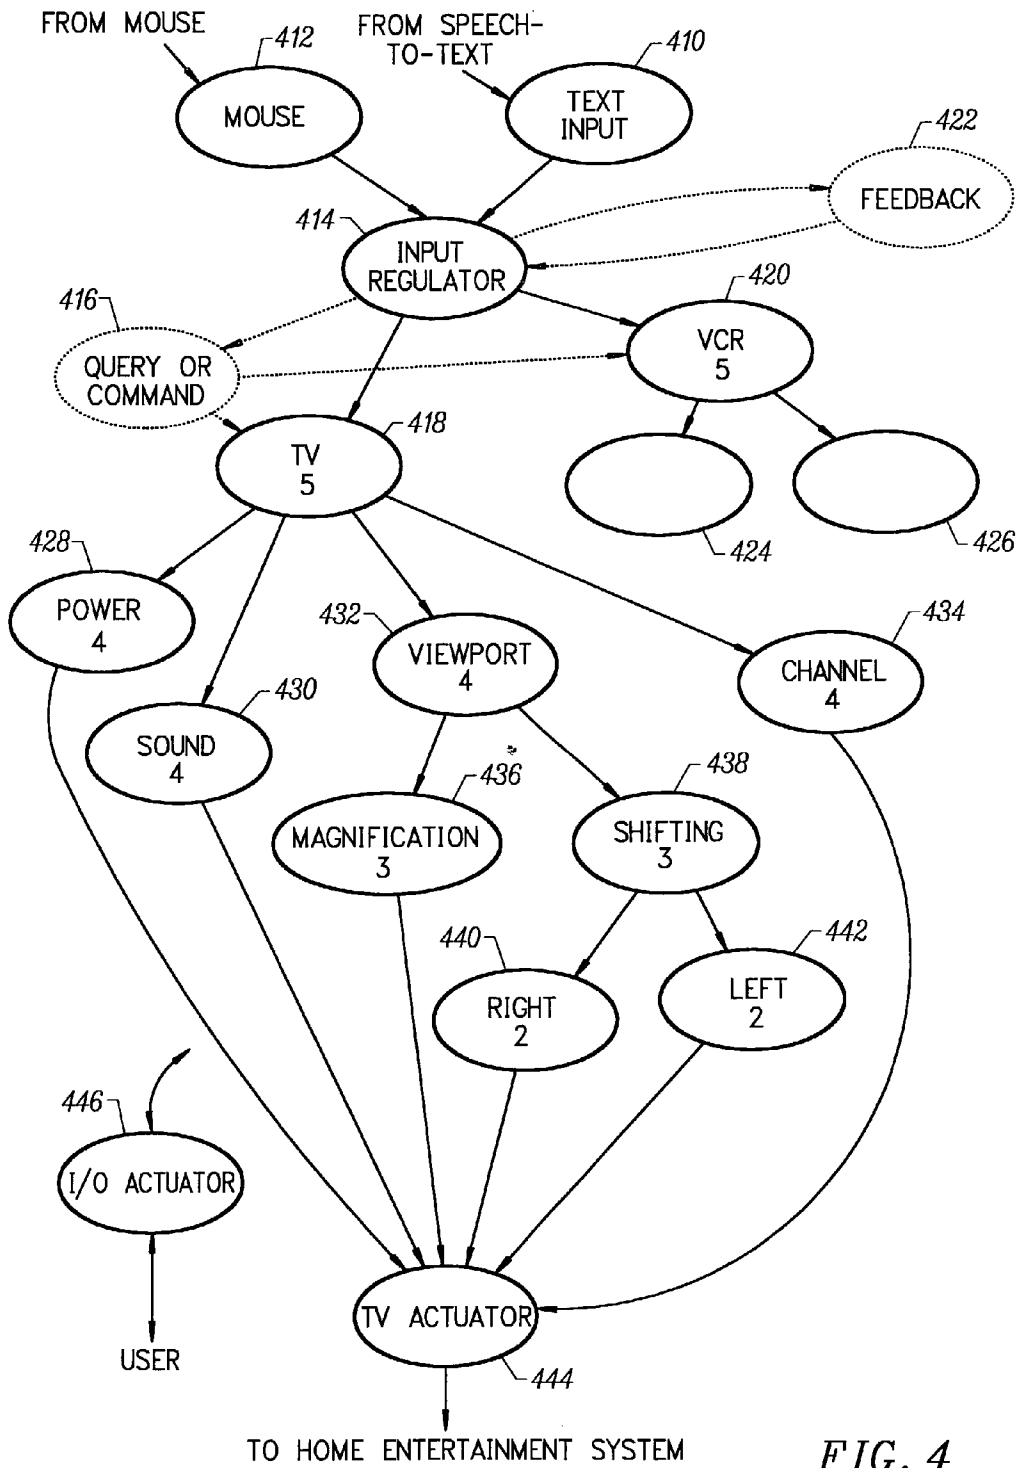 FROM MOUSE
FROM SPEECH-
TO-TEXT
412
410
MOUSE
TEXT
INPUT
422
FEEDBACK
414
INPUT
REGULATOR
416
QUERY OR
COMMAND
420
VCR
5
418
TV
5
424
426
428
POWER
4
430
SOUND
4
432
VIEWPORT
4
434
CHANNEL
4
436
MAGNIFICATION
3
438
SHIFTING
3
440
RIGHT
2
442
LEFT
2
446
I/O ACTUATOR
USER
TV ACTUATOR
444
TO HOME ENTERTAINMENT SYSTEM
FIG. 4